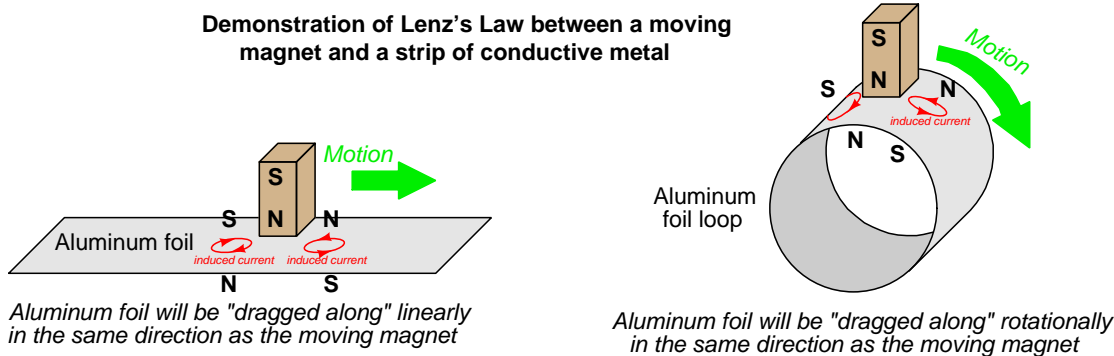 Demonstration of Lenz's Law between a moving
magnet and a strip of conductive metal
S
N
Motion
S
N
Aluminum foil
induced current
induced current
N
S
Aluminum foil will be "dragged along" linearly
in the same direction as the moving magnet
S
N
Motion
S
N
induced current
N
S
Aluminum
foil loop
Aluminum foil will be "dragged along" rotationally
in the same direction as the moving magnet